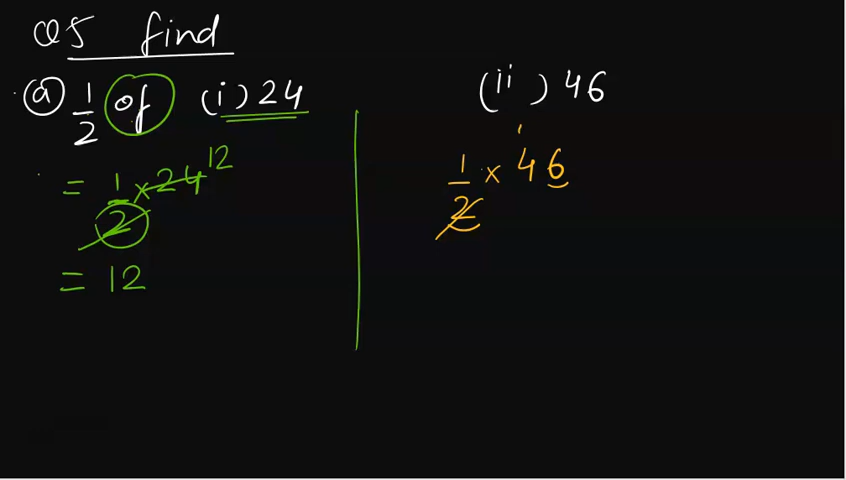 Q5 find
(a) 1/2 of (i) 24
= 1/2 × 24 12
= 12
(ii) 46
1/2 × 46